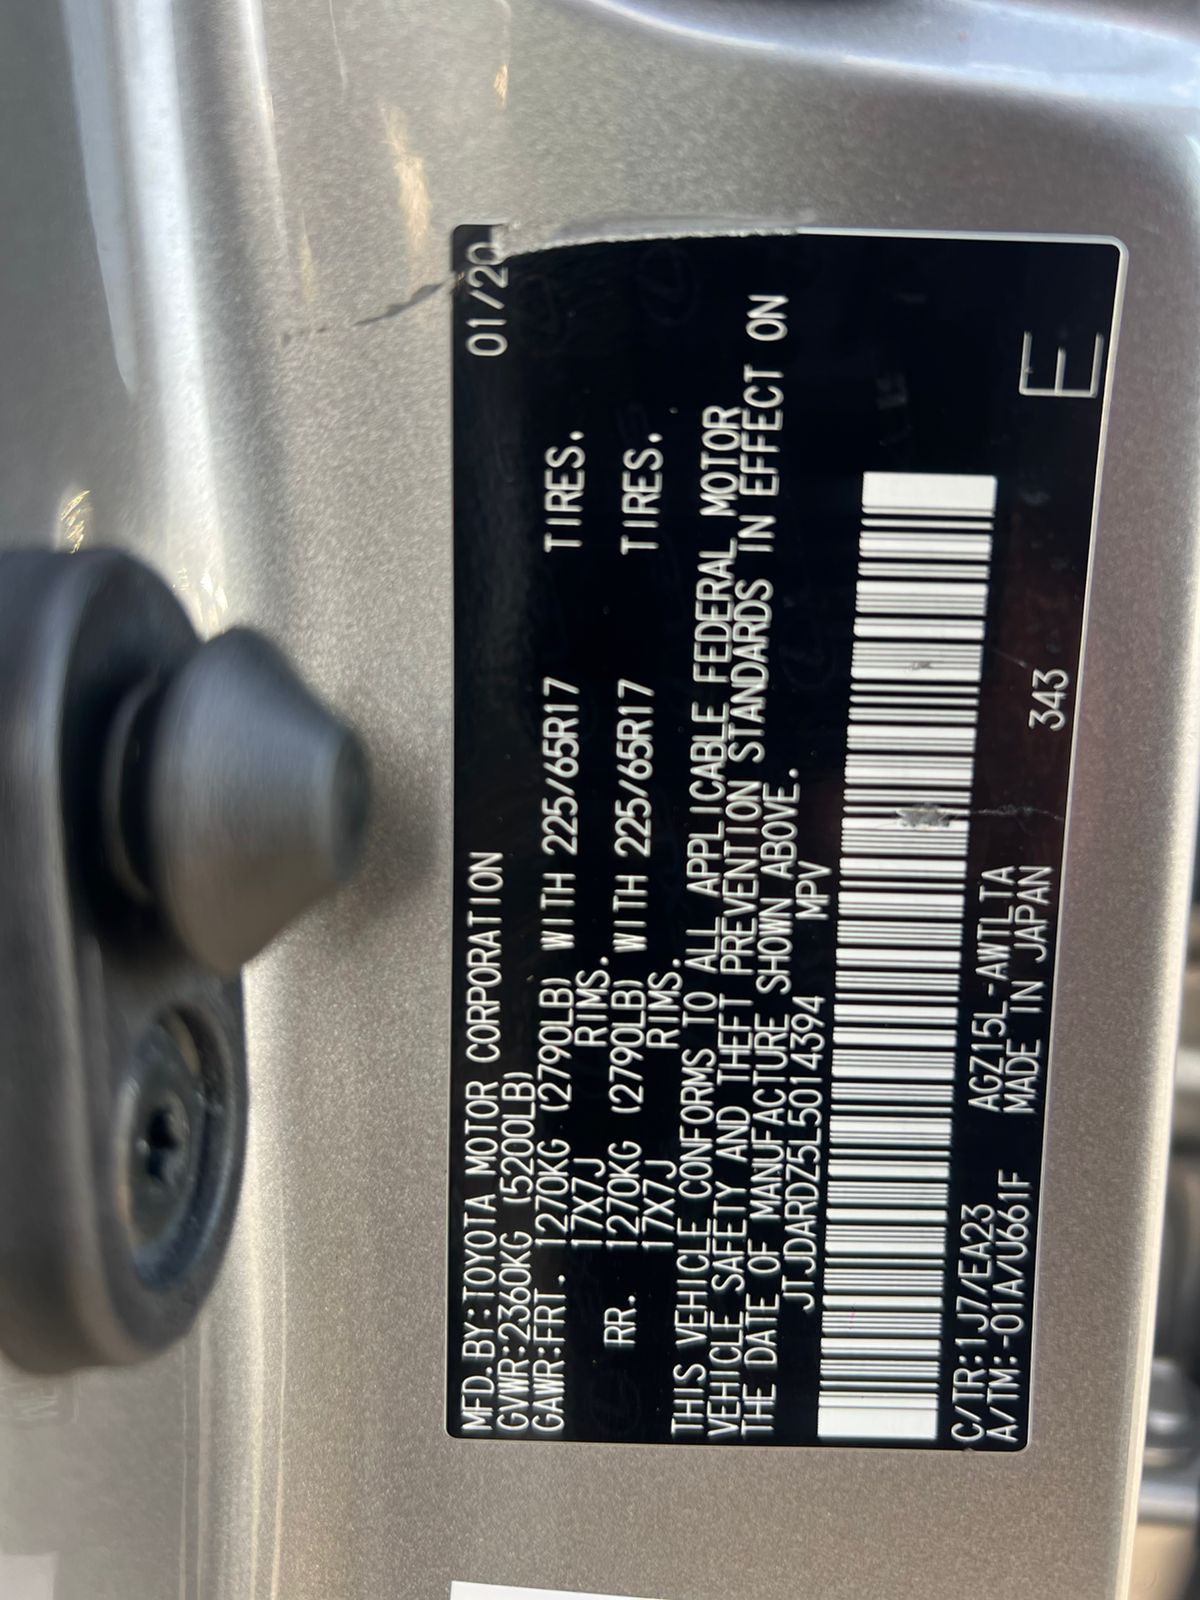 MFD.BY:TOYOTA MOTOR CORPORATION 01/20
GVWR:2360KG (5200LB)
GAWR:FRT. 1270KG (2790LB) WITH 225/65R17 TIRES.
17X7J RIMS.
RR. 1270KG (2790LB) WITH 225/65R17 TIRES.
17X7J RIMS.
THIS VEHICLE CONFORMS TO ALL APPLICABLE FEDERAL MOTOR
VEHICLE SAFETY AND THEFT PREVENTION STANDARDS IN EFFECT ON
THE DATE OF MANUFACTURE SHOWN ABOVE.
JTJDARDZ5L5014394 MPV
C/TR:1J7/EA23 AGZ15L-AWTLTA 343
A/TM:-01A/U661F MADE IN JAPAN
E